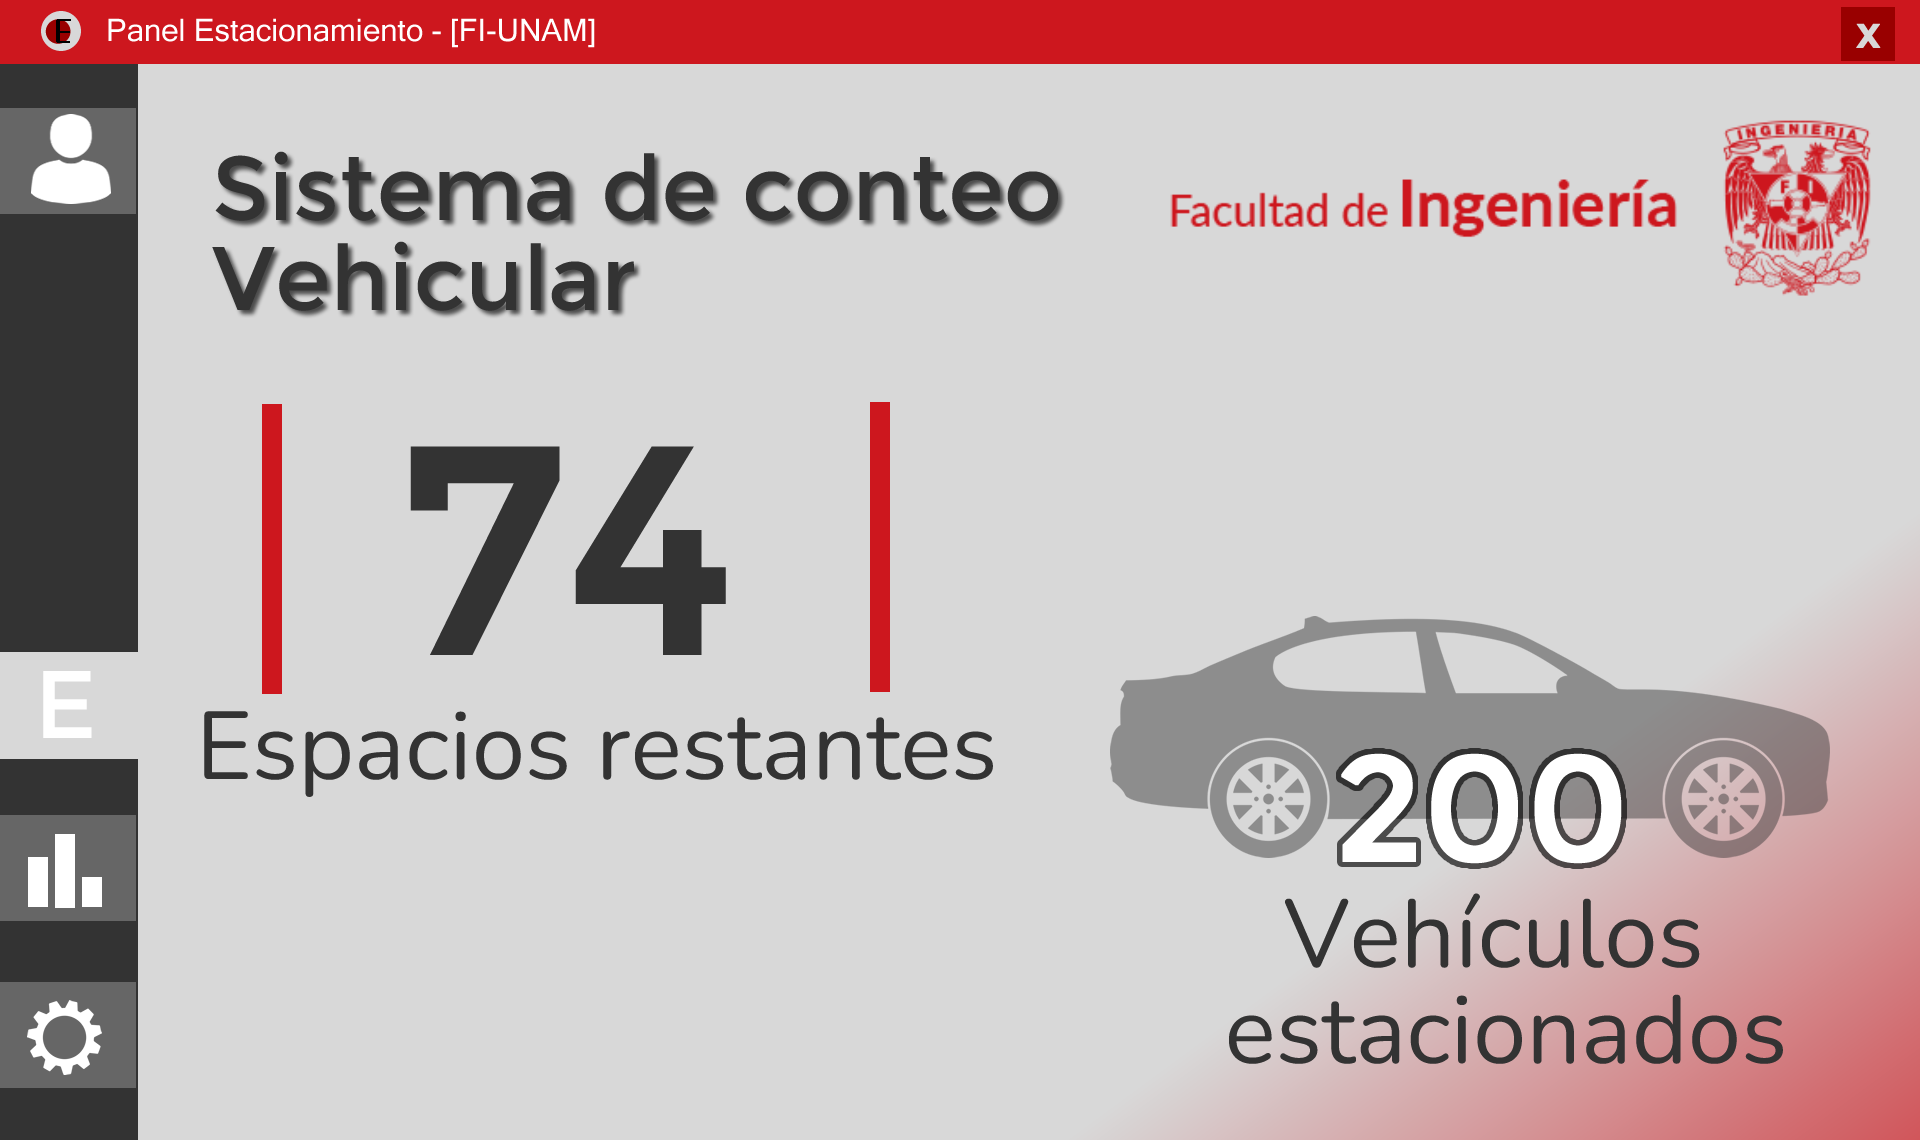 E Panel Estacionamiento - [FI-UNAM] x
Sistema de conteo
Vehicular
Facultad de Ingeniería
INGENIERIA
F I
74
Espacios restantes
E
200
Vehículos
estacionados